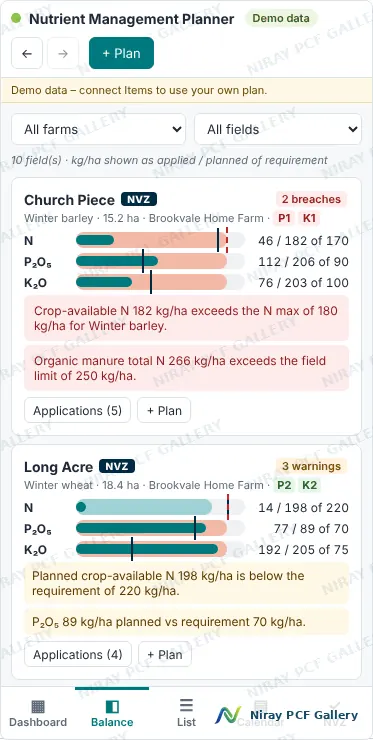 Nutrient Management Planner Demo data
← → + Plan
Demo data – connect Items to use your own plan.
All farms All fields
10 field(s) · kg/ha shown as applied / planned of requirement
Church Piece NVZ 2 breaches
Winter barley · 15.2 ha · Brookvale Home Farm · P1 K1
N 46 / 182 of 170
P₂O₅ 112 / 206 of 90
K₂O 76 / 203 of 100
Crop-available N 182 kg/ha exceeds the N max of 180
kg/ha for Winter barley.
Organic manure total N 266 kg/ha exceeds the field
limit of 250 kg/ha.
Applications (5) + Plan
Long Acre NVZ 3 warnings
Winter wheat · 18.4 ha · Brookvale Home Farm · P2 K2
N 14 / 198 of 220
P₂O₅ 77 / 89 of 70
K₂O 192 / 205 of 75
Planned crop-available N 198 kg/ha is below the
requirement of 220 kg/ha.
P₂O₅ 89 kg/ha planned vs requirement 70 kg/ha.
Applications (4) + Plan
Dashboard Balance List Calendar NVZ
Niray PCF Gallery
NIRAY PCF GALLERY